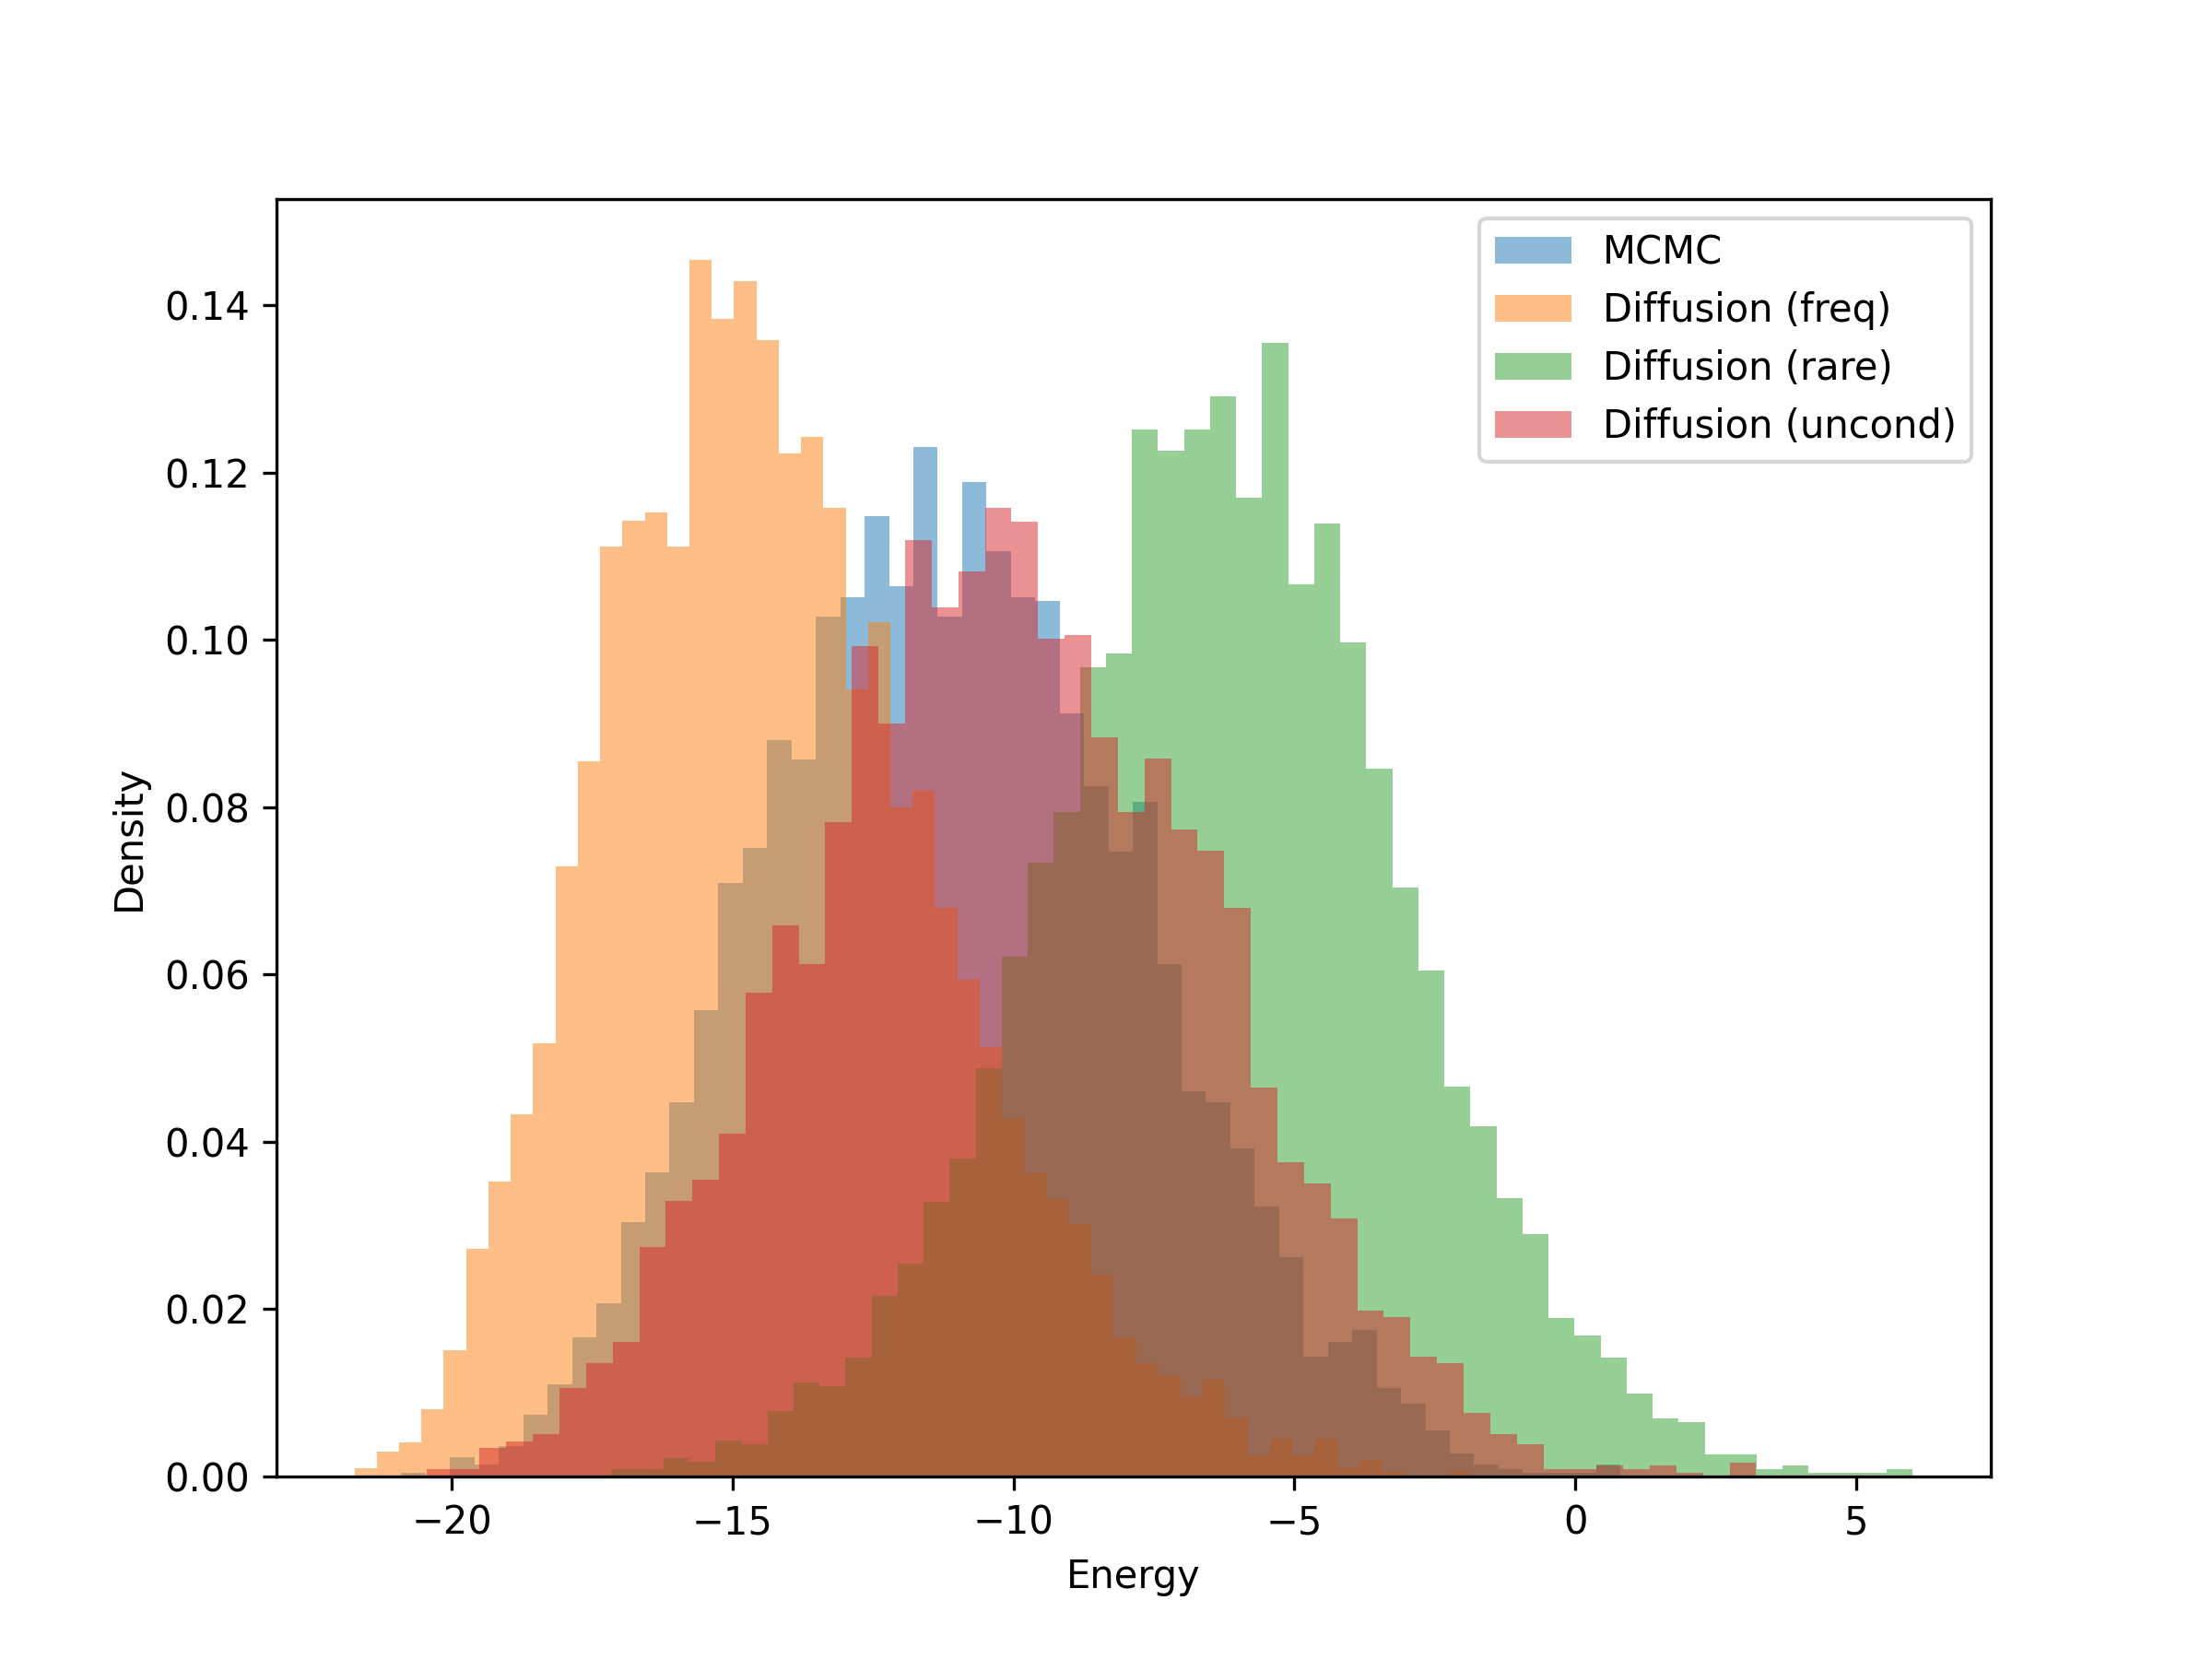 MCMC
Diffusion (freq)
Diffusion (rare)
Diffusion (uncond)
0.14
0.12
0.10
0.08
0.06
0.04
0.02
0.00
Density
−20 −15 −10 −5 0 5
Energy